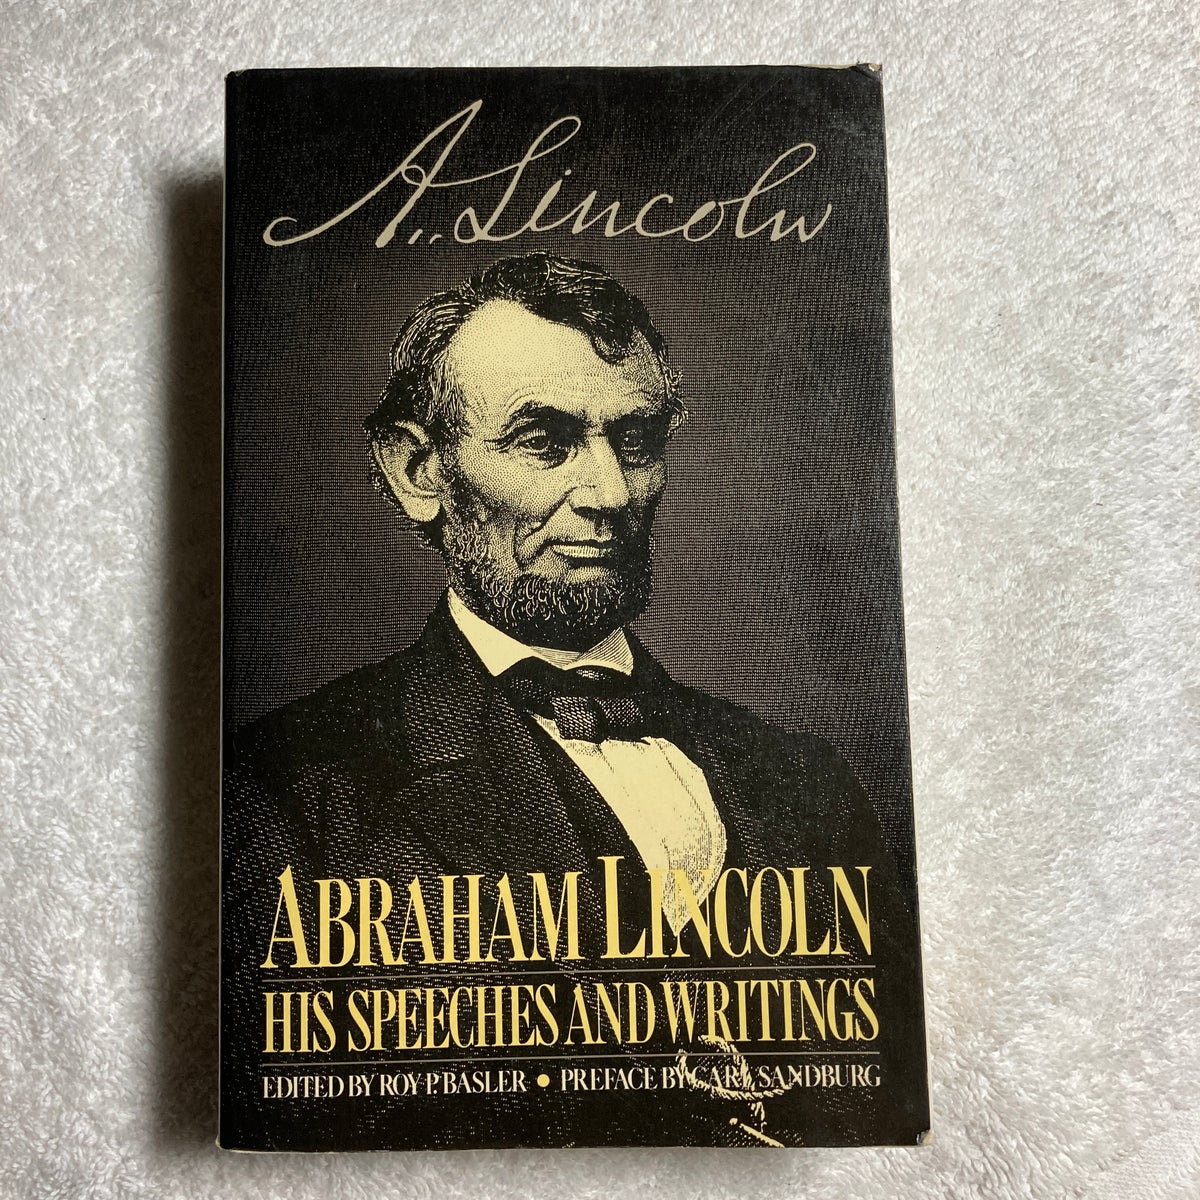 A. Lincoln
ABRAHAM LINCOLN
HIS SPEECHES AND WRITINGS
EDITED BY ROY P. BASLER • PREFACE BY CARL SANDBURG